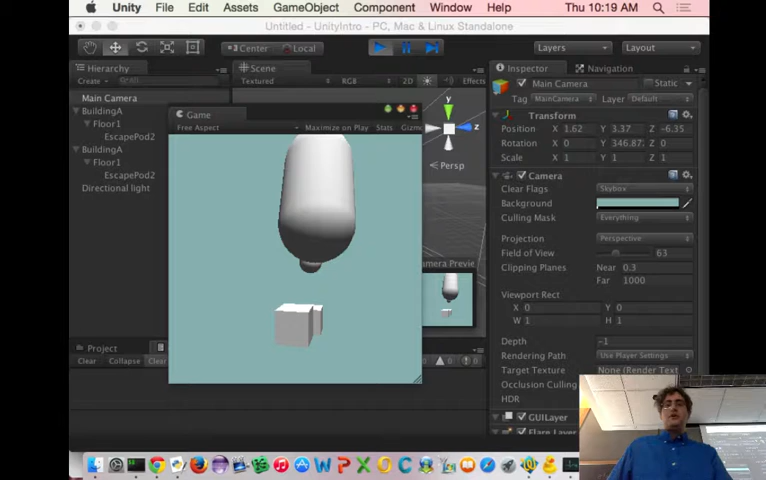 Unity File Edit Assets GameObject Component Window Help Thu 10:19 AM
Untitled - UnityIntro - PC, Mac & Linux Standalone
Center Local Layers Layout
Hierarchy Scene Inspector Navigation
Create Textured RGB 2D Effects
Main Camera Static
Tag MainCamera Layer Default
Main Camera
BuildingA
Floor1
EscapePod2
BuildingA
Floor1
EscapePod2
Directional light
Game
Free Aspect Maximize on Play Stats Gizmo
y
z
Persp
Camera Previe
Transform
Position X 1.62 Y 3.37 Z -6.35
Rotation X 0 Y 346.87 Z 0
Scale X 1 Y 1 Z 1
Camera
Clear Flags Skybox
Background
Culling Mask Everything
Projection Perspective
Field of View 63
Clipping Planes Near 0.3
Far 1000
Viewport Rect
X 0 Y 0
W 1 H 1
Depth -1
Rendering Path Use Player Settings
Target Texture None (Render Text
Occlusion Culling
HDR
GUILayer
Flare Layer
Project
Clear Collapse Clear
0 0 0